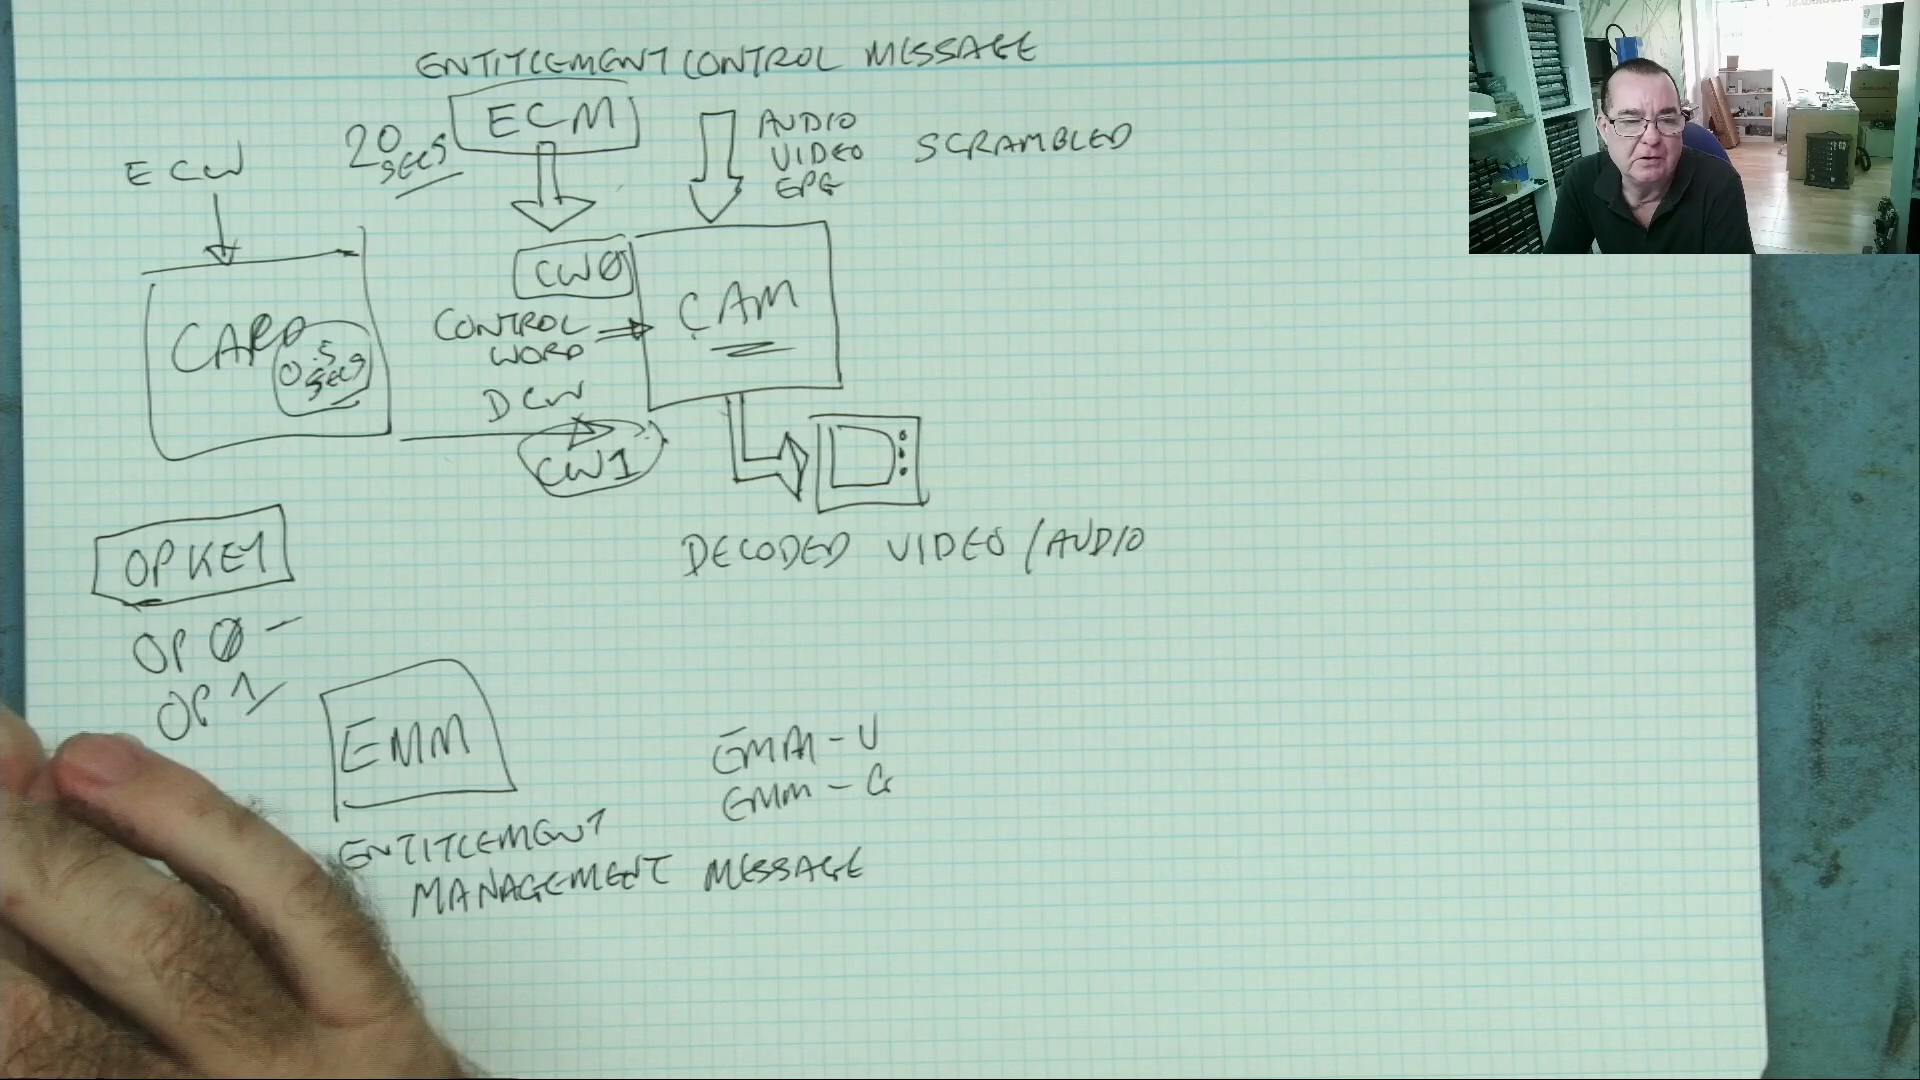 ENTITLEMENT CONTROL MESSAGE
ECM
20
SECS
ECW
AUDIO
VIDEO
EPG
SCRAMBLED
CARD
0.5
SECS
CW0
CONTROL
WORD
DCW
CW1
CAM
DECODED VIDEO/AUDIO
OP KEY
OP 0 -
OP 1
EMM
ENTITLEMENT
MANAGEMENT MESSAGE
EMM-U
EMM-G